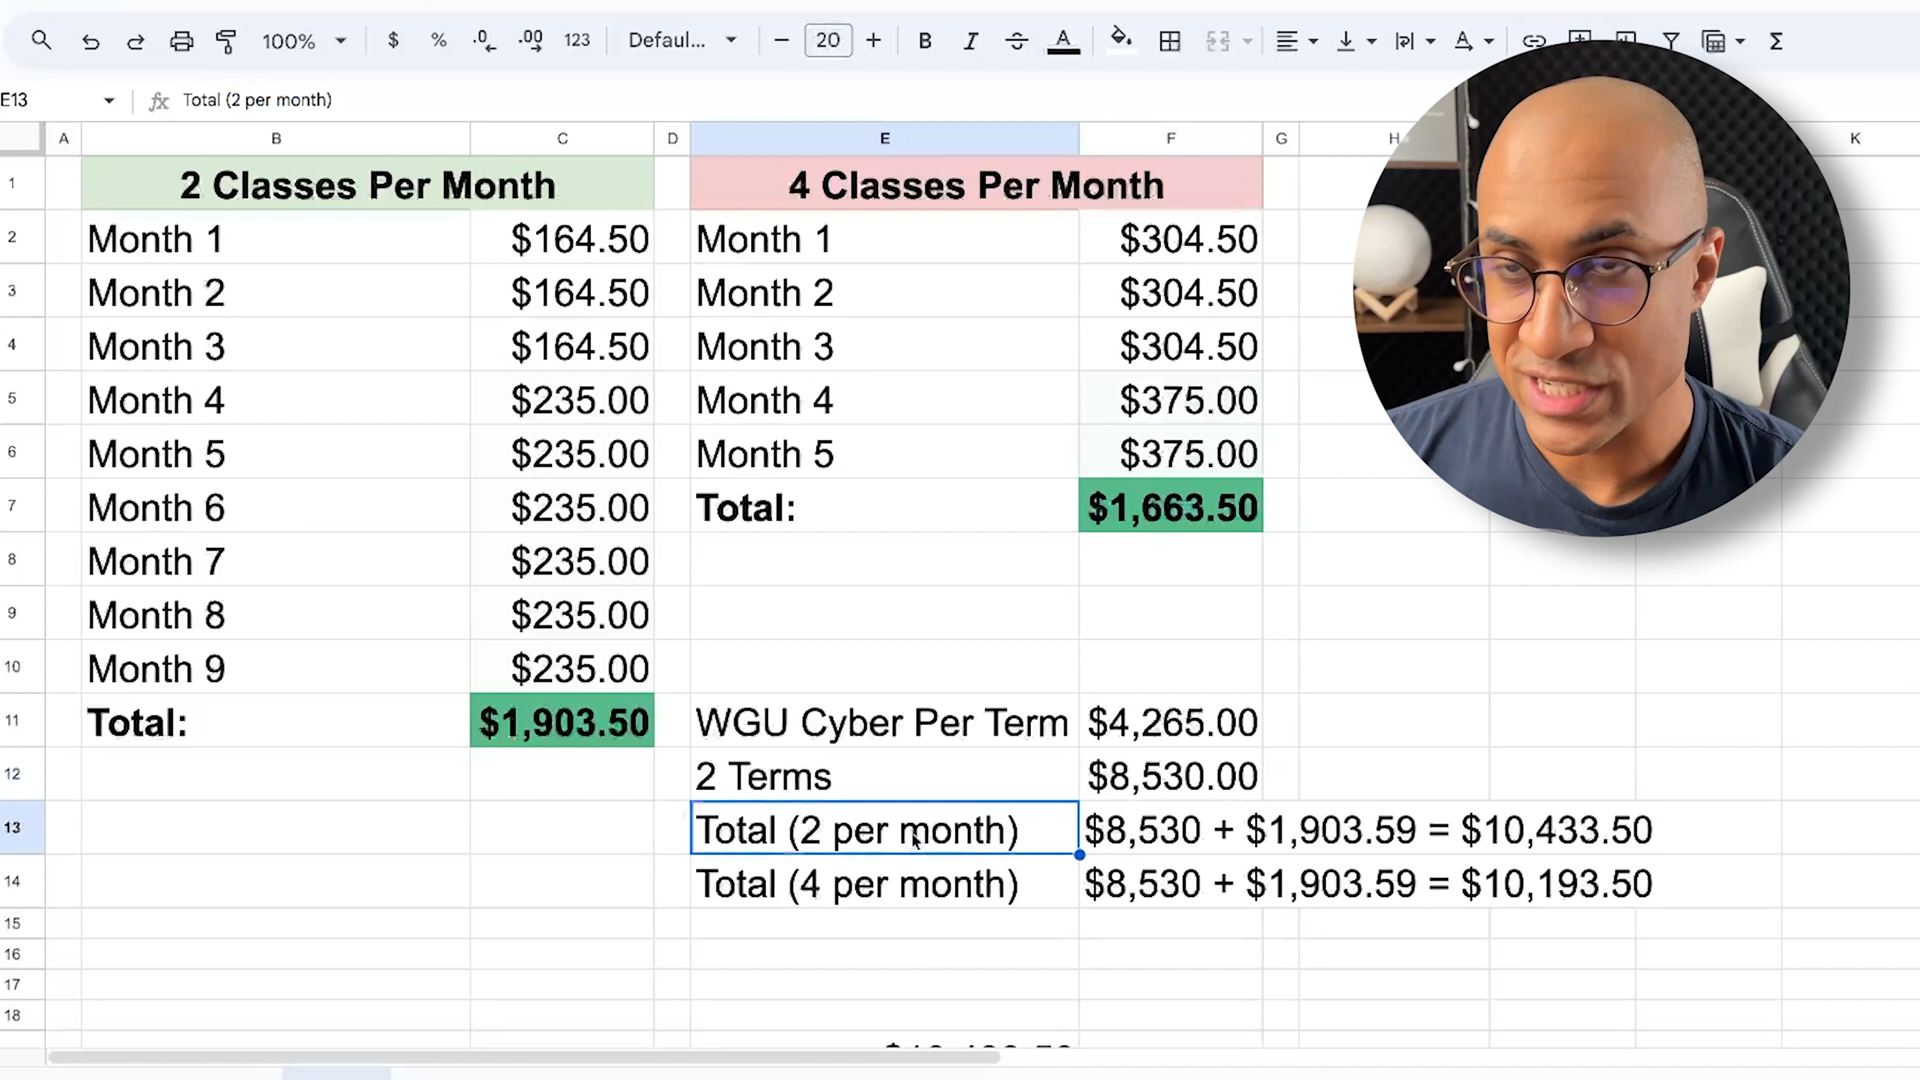 100%
$
%
.0
.00
123
Defaul...
20
B
I
A
A
Σ
E13
fx
Total (2 per month)
A B C D E F G H K
1 2 Classes Per Month 4 Classes Per Month
2 Month 1 $164.50 Month 1 $304.50
3 Month 2 $164.50 Month 2 $304.50
4 Month 3 $164.50 Month 3 $304.50
5 Month 4 $235.00 Month 4 $375.00
6 Month 5 $235.00 Month 5 $375.00
7 Month 6 $235.00 Total: $1,663.50
8 Month 7 $235.00
9 Month 8 $235.00
10 Month 9 $235.00
11 Total: $1,903.50 WGU Cyber Per Term $4,265.00
12 2 Terms $8,530.00
13 Total (2 per month) $8,530 + $1,903.59 = $10,433.50
14 Total (4 per month) $8,530 + $1,903.59 = $10,193.50
15
16
17
18